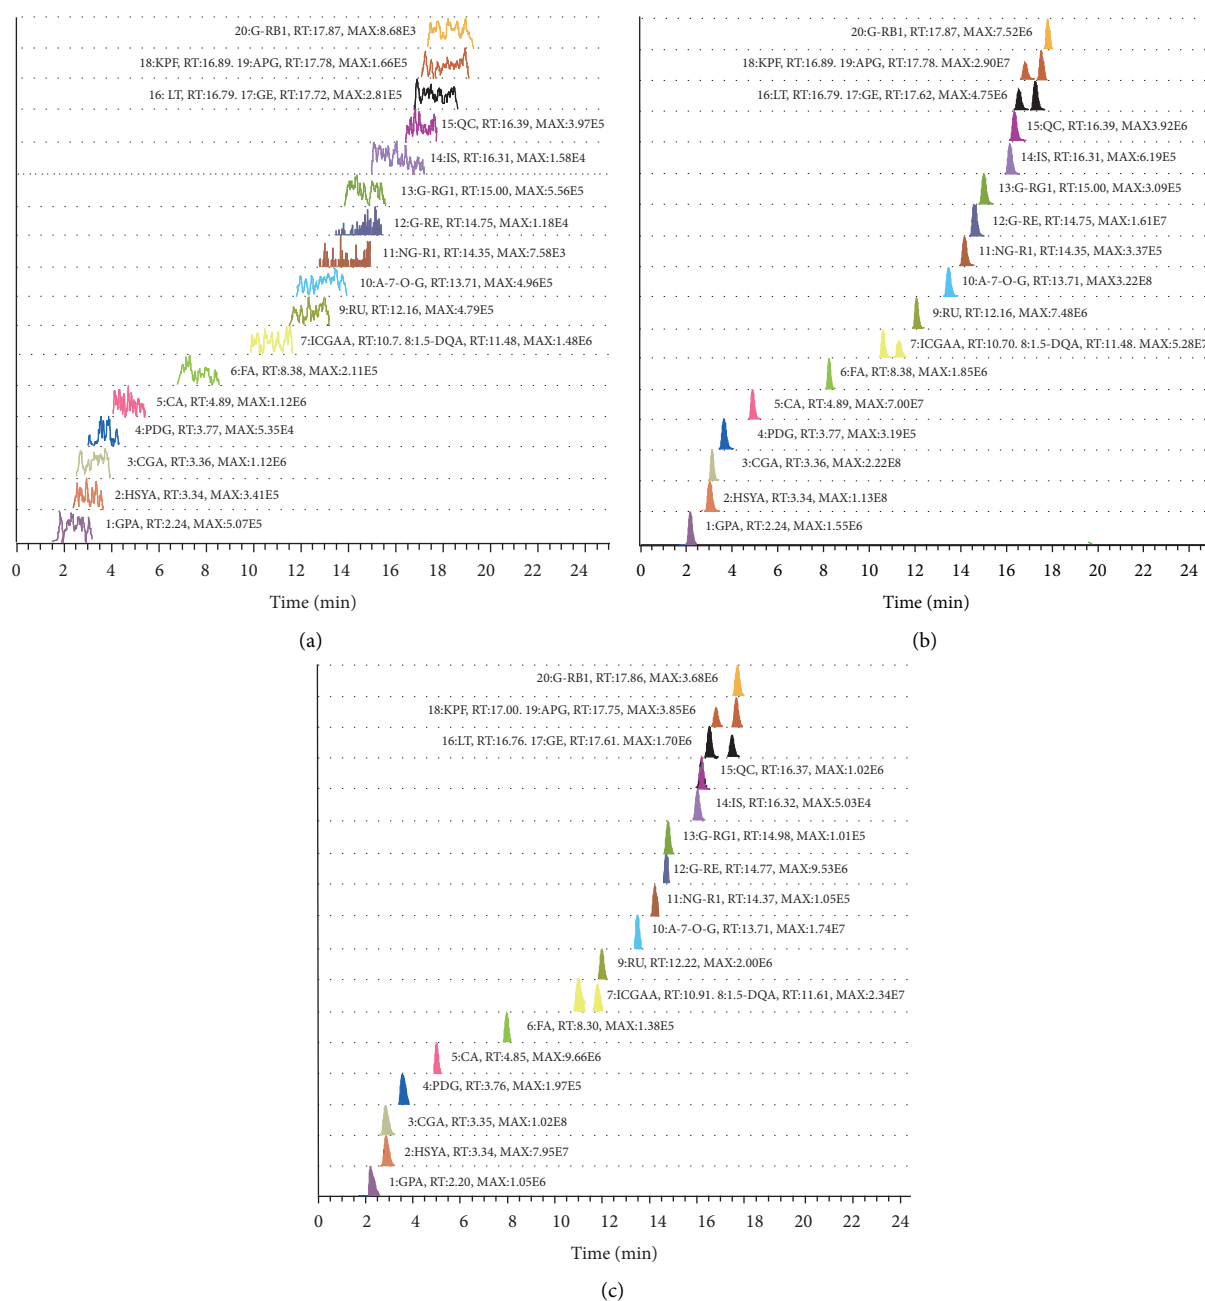 20:G-RB1, RT:17.87, MAX:8.68E3
18:KPF, RT:16.89. 19:APG, RT:17.78, MAX:1.66E5
16: LT, RT:16.79. 17:GE, RT:17.72, MAX:2.81E5
15:QC, RT:16.39, MAX:3.97E5
14:IS, RT:16.31, MAX:1.58E4
13:G-RG1, RT:15.00, MAX:5.56E5
12:G-RE, RT:14.75, MAX:1.18E4
11:NG-R1, RT:14.35, MAX:7.58E3
10:A-7-O-G, RT:13.71, MAX:4.96E5
9:RU, RT:12.16, MAX:4.79E5
7:ICGAA, RT:10.7. 8:1.5-DQA, RT:11.48, MAX:1.48E6
6:FA, RT:8.38, MAX:2.11E5
5:CA, RT:4.89, MAX:1.12E6
4:PDG, RT:3.77, MAX:5.35E4
3:CGA, RT:3.36, MAX:1.12E6
2:HSYA, RT:3.34, MAX:3.41E5
1:GPA, RT:2.24, MAX:5.07E5
0 2 4 6 8 10 12 14 16 18 20 22 24
Time (min)
(a)
20:G-RB1, RT:17.87, MAX:7.52E6
18:KPF, RT:16.89. 19:APG, RT:17.78. MAX:2.90E7
16:LT, RT:16.79. 17:GE, RT:17.62, MAX:4.75E6
15:QC, RT:16.39, MAX3.92E6
14:IS, RT:16.31, MAX:6.19E5
13:G-RG1, RT:15.00, MAX:3.09E5
12:G-RE, RT:14.75, MAX:1.61E7
11:NG-R1, RT:14.35, MAX:3.37E5
10:A-7-O-G, RT:13.71, MAX3.22E8
9:RU, RT:12.16, MAX:7.48E6
7:ICGAA, RT:10.70. 8:1.5-DQA, RT:11.48. MAX:5.28E7
6:FA, RT:8.38, MAX:1.85E6
5:CA, RT:4.89, MAX:7.00E7
4:PDG, RT:3.77, MAX:3.19E5
3:CGA, RT:3.36, MAX:2.22E8
2:HSYA, RT:3.34, MAX:1.13E8
1:GPA, RT:2.24, MAX:1.55E6
0 2 4 6 8 10 12 14 16 18 20 22 24
Time (min)
(b)
20:G-RB1, RT:17.86, MAX:3.68E6
18:KPF, RT:17.00. 19:APG, RT:17.75, MAX:3.85E6
16:LT, RT:16.76. 17:GE, RT:17.61. MAX:1.70E6
15:QC, RT:16.37, MAX:1.02E6
14:IS, RT:16.32, MAX:5.03E4
13:G-RG1, RT:14.98, MAX:1.01E5
12:G-RE, RT:14.77, MAX:9.53E6
11:NG-R1, RT:14.37, MAX:1.05E5
10:A-7-O-G, RT:13.71, MAX:1.74E7
9:RU, RT:12.22, MAX:2.00E6
7:ICGAA, RT:10.91. 8:1.5-DQA, RT:11.61, MAX:2.34E7
6:FA, RT:8.30, MAX:1.38E5
5:CA, RT:4.85, MAX:9.66E6
4:PDG, RT:3.76, MAX:1.97E5
3:CGA, RT:3.35, MAX:1.02E8
2:HSYA, RT:3.34, MAX:7.95E7
1:GPA, RT:2.20, MAX:1.05E6
0 2 4 6 8 10 12 14 16 18 20 22 24
Time (min)
(c)